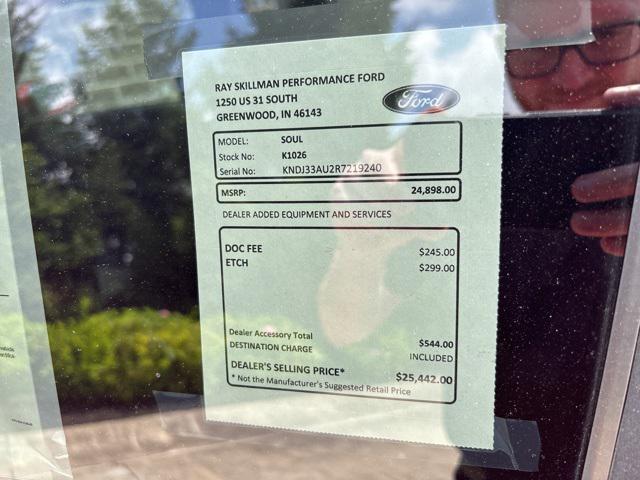 RAY SKILLMAN PERFORMANCE FORD
1250 US 31 SOUTH
GREENWOOD, IN 46143
Ford
MODEL: SOUL
Stock No: K1026
Serial No: KNDJ33AU2R7219240
MSRP: 24,898.00
DEALER ADDED EQUIPMENT AND SERVICES
DOC FEE $245.00
ETCH $299.00
Dealer Accessory Total $544.00
DESTINATION CHARGE INCLUDED
DEALER'S SELLING PRICE* $25,442.00
* Not the Manufacturer's Suggested Retail Price